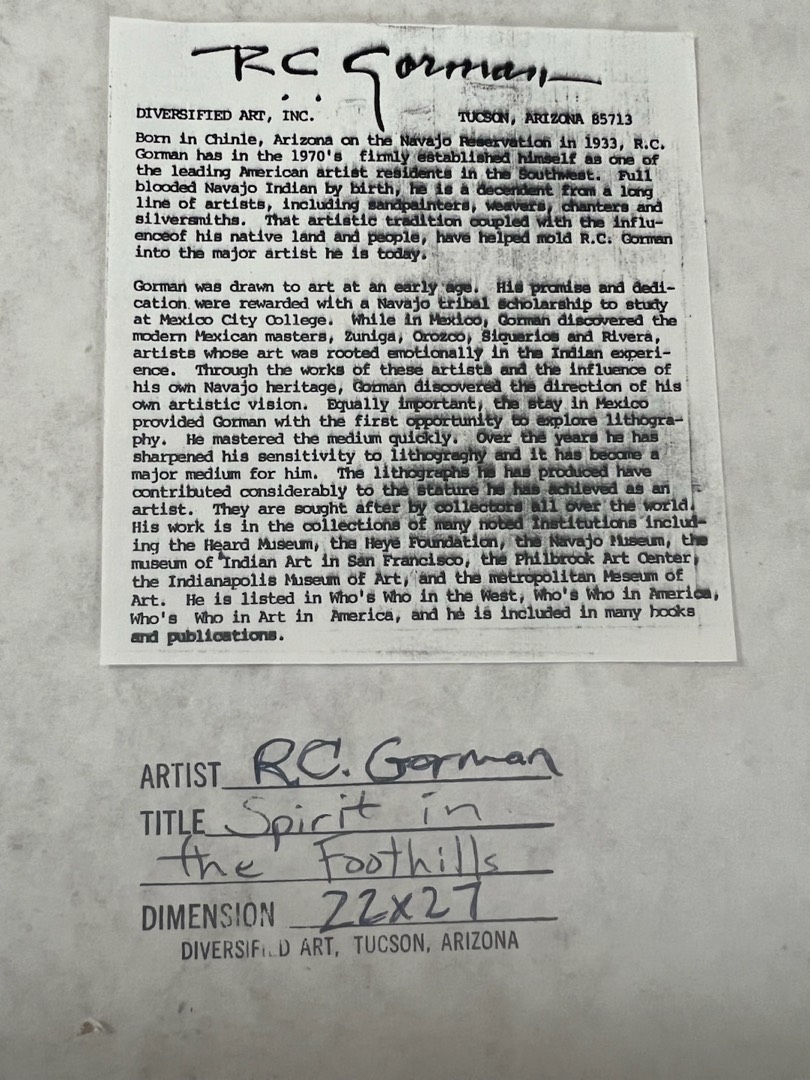 R.C. Gorman
DIVERSIFIED ART, INC. TUCSON, ARIZONA 85713
Born in Chinle, Arizona on the Navajo Reservation in 1933, R.C.
Gorman has in the 1970's firmly established himself as one of
the leading American artist residents in the Southwest. Full
blooded Navajo Indian by birth, he is a decendent from a long
line of artists, including sandpainters, weavers, chanters and
silversmiths. That artistic tradition coupled with the influ-
enceof his native land and people, have helped mold R.C. Gorman
into the major artist he is today.
Gorman was drawn to art at an early age. His promise and dedi-
cation were rewarded with a Navajo tribal scholarship to study
at Mexico City College. While in Mexico, Gorman discovered the
modern Mexican masters, Zuniga, Orozco, Siquerios and Rivera,
artists whose art was rooted emotionally in the Indian experi-
ence. Through the works of these artists and the influence of
his own Navajo heritage, Gorman discovered the direction of his
own artistic vision. Equally important, the stay in Mexico
provided Gorman with the first opportunity to explore lithogra-
phy. He mastered the medium quickly. Over the years he has
sharpened his sensitivity to lithograghy and it has become a
major medium for him. The lithographs he has produced have
contributed considerably to the stature he has achieved as an
artist. They are sought after by collectors all over the world.
His work is in the collections of many noted Institutions includ-
ing the Heard Museum, the Heye Foundation, the Navajo Museum, the
museum of Indian Art in San Francisco, the Philbrook Art Center,
the Indianapolis Museum of Art, and the metropolitan Meseum of
Art. He is listed in Who's Who in the West, Who's Who in America,
Who's Who in Art in America, and he is included in many books
and publications.
ARTIST R.C. Gorman
TITLE Spirit in
the Foothills
DIMENSION 22x27
DIVERSIFIED ART, TUCSON, ARIZONA